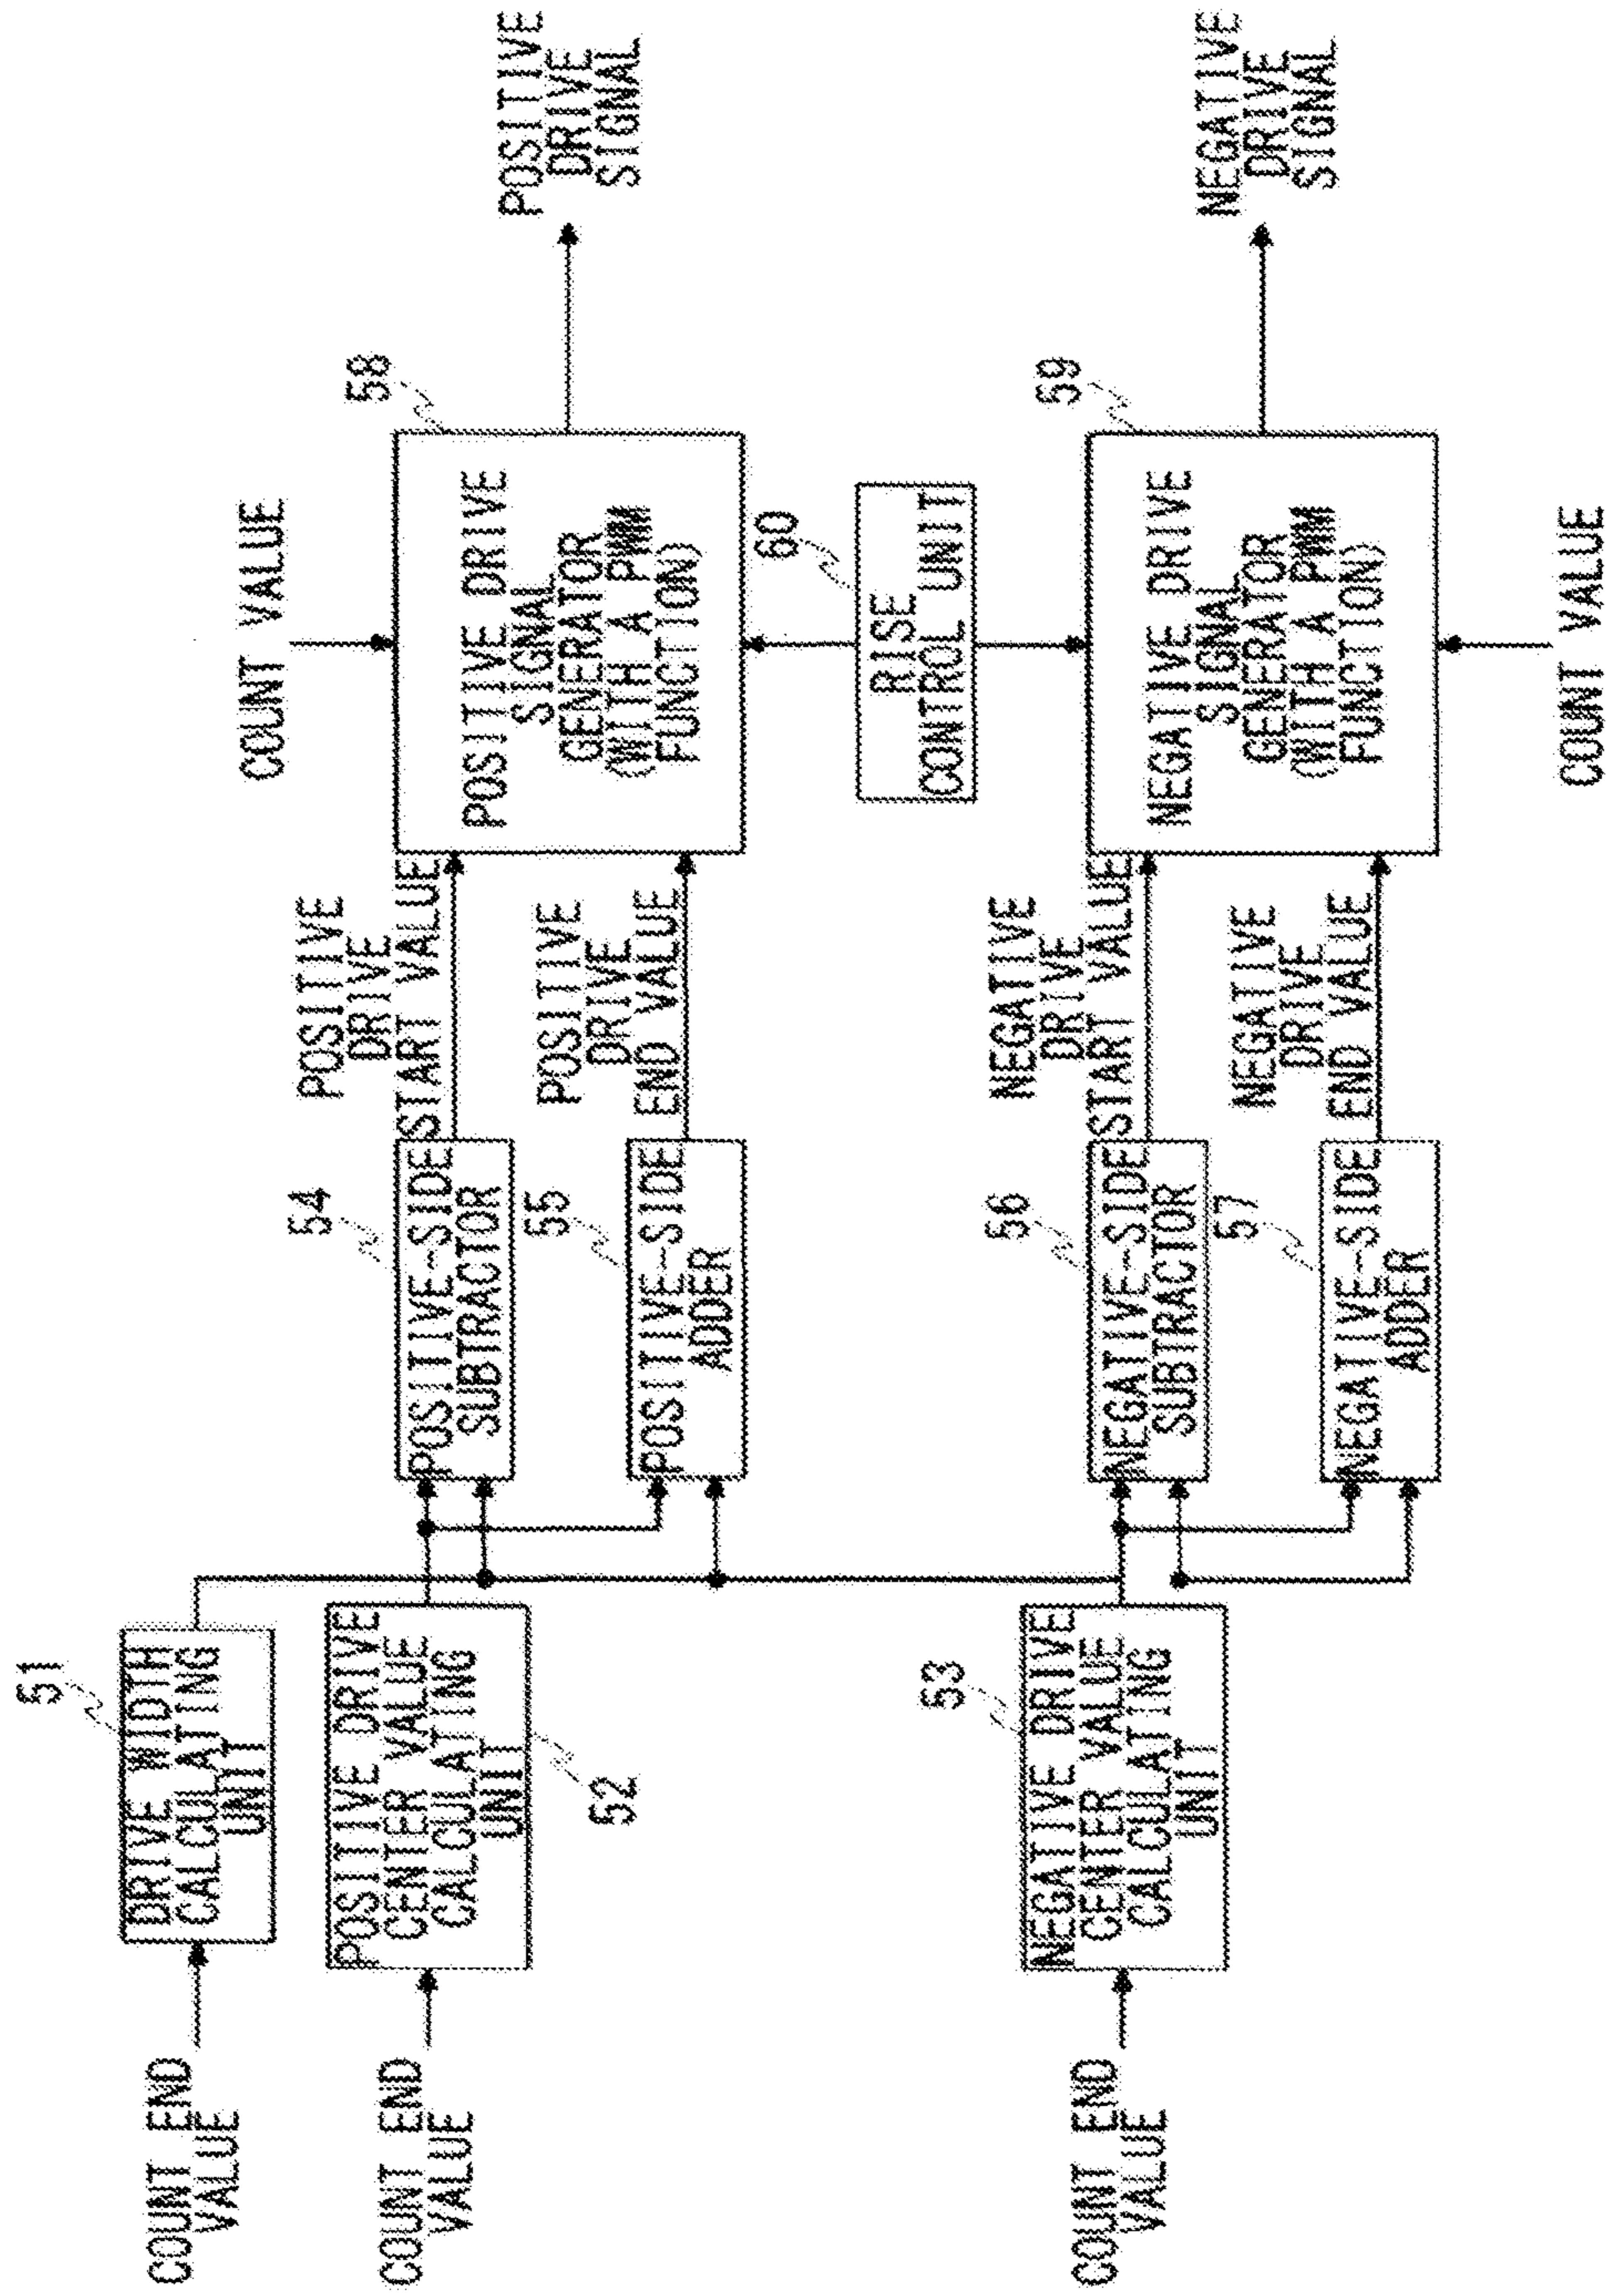 COUNT END
VALUE
51
DRIVE WIDTH
CALCULATING
UNIT
COUNT END
VALUE
POSITIVE DRIVE
CENTER VALUE
CALCULATING
UNIT
52
COUNT END
VALUE
53
NEGATIVE DRIVE
CENTER VALUE
CALCULATING
UNIT
54
POSITIVE-SIDE
SUBTRACTOR
55
POSITIVE-SIDE
ADDER
56
NEGATIVE-SIDE
SUBTRACTOR
57
NEGATIVE-SIDE
ADDER
POSITIVE
DRIVE
START VALUE
POSITIVE
DRIVE
END VALUE
NEGATIVE
DRIVE
START VALUE
NEGATIVE
DRIVE
END VALUE
COUNT VALUE
58
POSITIVE DRIVE
SIGNAL
GENERATOR
(WITH A PWM
FUNCTION)
60
RISE
CONTROL UNIT
59
NEGATIVE DRIVE
SIGNAL
GENERATOR
(WITH A PWM
FUNCTION)
COUNT VALUE
POSITIVE
DRIVE
SIGNAL
NEGATIVE
DRIVE
SIGNAL